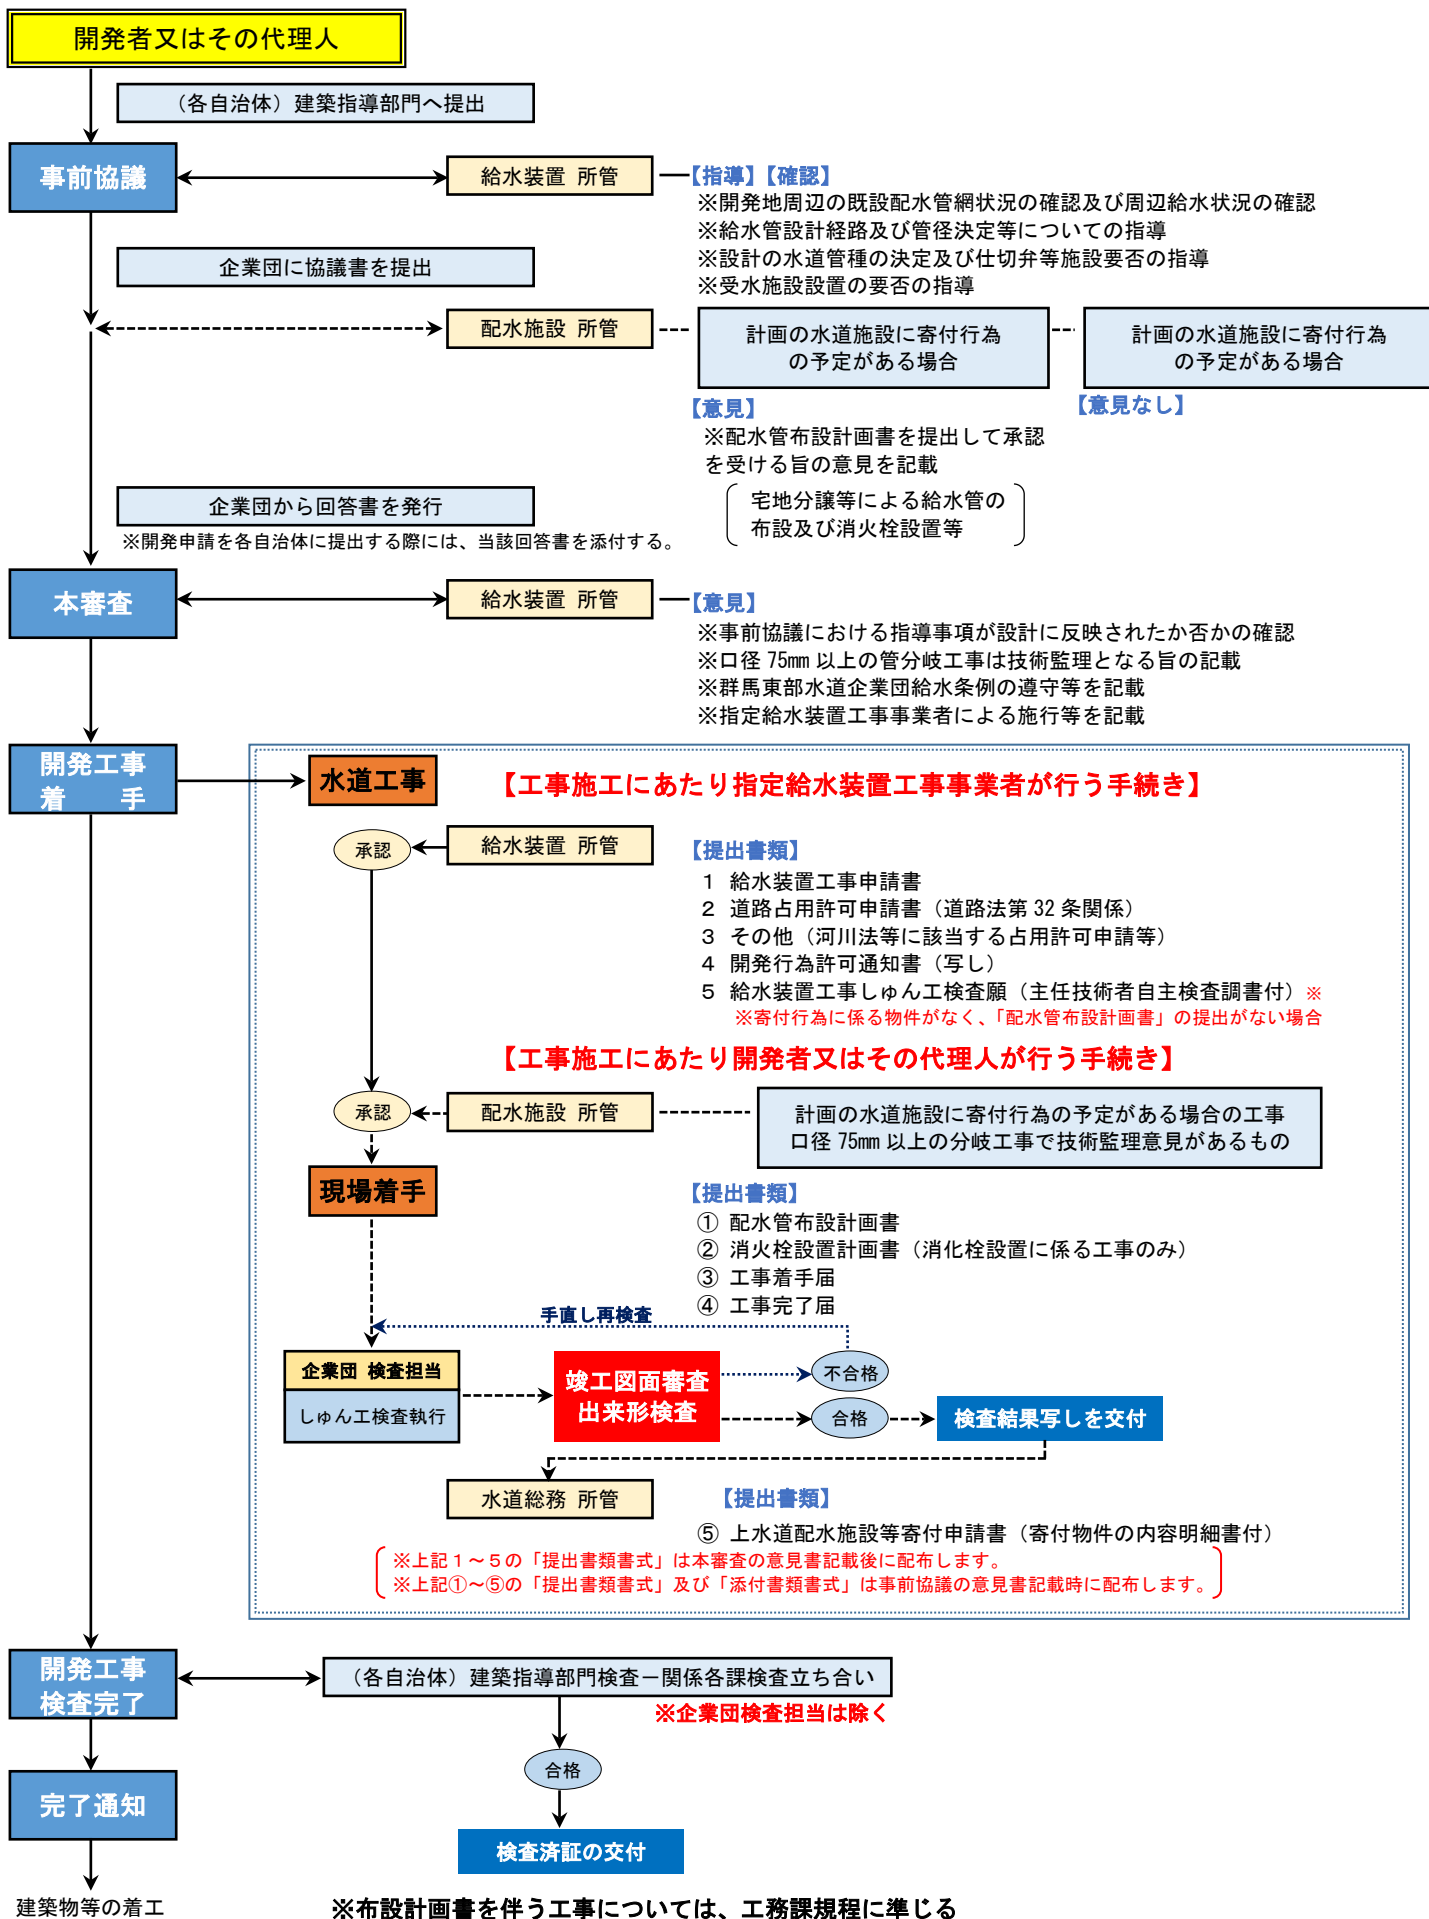 開発者又はその代理人
（各自治体）建築指導部門へ提出
事前協議
給水装置 所管
【指導】【確認】
※開発地周辺の既設配水管網状況の確認及び周辺給水状況の確認
※給水管設計経路及び管径決定等についての指導
※設計の水道管種の決定及び仕切弁等施設要否の指導
※受水施設設置の要否の指導
企業団に協議書を提出
配水施設 所管
計画の水道施設に寄付行為
の予定がある場合
計画の水道施設に寄付行為
の予定がある場合
【意見】
【意見なし】
※配水管布設計画書を提出して承認
を受ける旨の意見を記載
宅地分譲等による給水管の
布設及び消火栓設置等
企業団から回答書を発行
※開発申請を各自治体に提出する際には、当該回答書を添付する。
本審査
給水装置 所管
【意見】
※事前協議における指導事項が設計に反映されたか否かの確認
※口径 75mm 以上の管分岐工事は技術監理となる旨の記載
※群馬東部水道企業団給水条例の遵守等を記載
※指定給水装置工事事業者による施行等を記載
開発工事
着　　手
水道工事
【工事施工にあたり指定給水装置工事事業者が行う手続き】
承認
給水装置 所管
【提出書類】
１ 給水装置工事申請書
２ 道路占用許可申請書（道路法第 32 条関係）
３ その他（河川法等に該当する占用許可申請等）
４ 開発行為許可通知書（写し）
５ 給水装置工事しゅん工検査願（主任技術者自主検査調書付）※
※寄付行為に係る物件がなく、「配水管布設計画書」の提出がない場合
【工事施工にあたり開発者又はその代理人が行う手続き】
承認
配水施設 所管
計画の水道施設に寄付行為の予定がある場合の工事
口径 75mm 以上の分岐工事で技術監理意見があるもの
現場着手
【提出書類】
① 配水管布設計画書
② 消火栓設置計画書（消化栓設置に係る工事のみ）
③ 工事着手届
④ 工事完了届
手直し再検査
企業団 検査担当
しゅん工検査執行
竣工図面審査
出来形検査
不合格
合格
検査結果写しを交付
水道総務 所管
【提出書類】
⑤ 上水道配水施設等寄付申請書（寄付物件の内容明細書付）
※上記１～５の「提出書類書式」は本審査の意見書記載後に配布します。
※上記①～⑤の「提出書類書式」及び「添付書類書式」は事前協議の意見書記載時に配布します。
開発工事
検査完了
（各自治体）建築指導部門検査－関係各課検査立ち合い
※企業団検査担当は除く
合格
完了通知
検査済証の交付
建築物等の着工
※布設計画書を伴う工事については、工務課規程に準じる